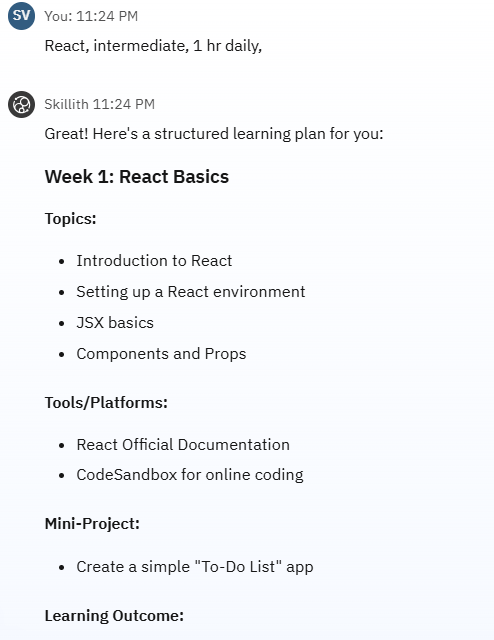 SV You: 11:24 PM
React, intermediate, 1 hr daily,
Skillith 11:24 PM
Great! Here's a structured learning plan for you:
Week 1: React Basics
Topics:
• Introduction to React
• Setting up a React environment
• JSX basics
• Components and Props
Tools/Platforms:
• React Official Documentation
• CodeSandbox for online coding
Mini-Project:
• Create a simple "To-Do List" app
Learning Outcome: